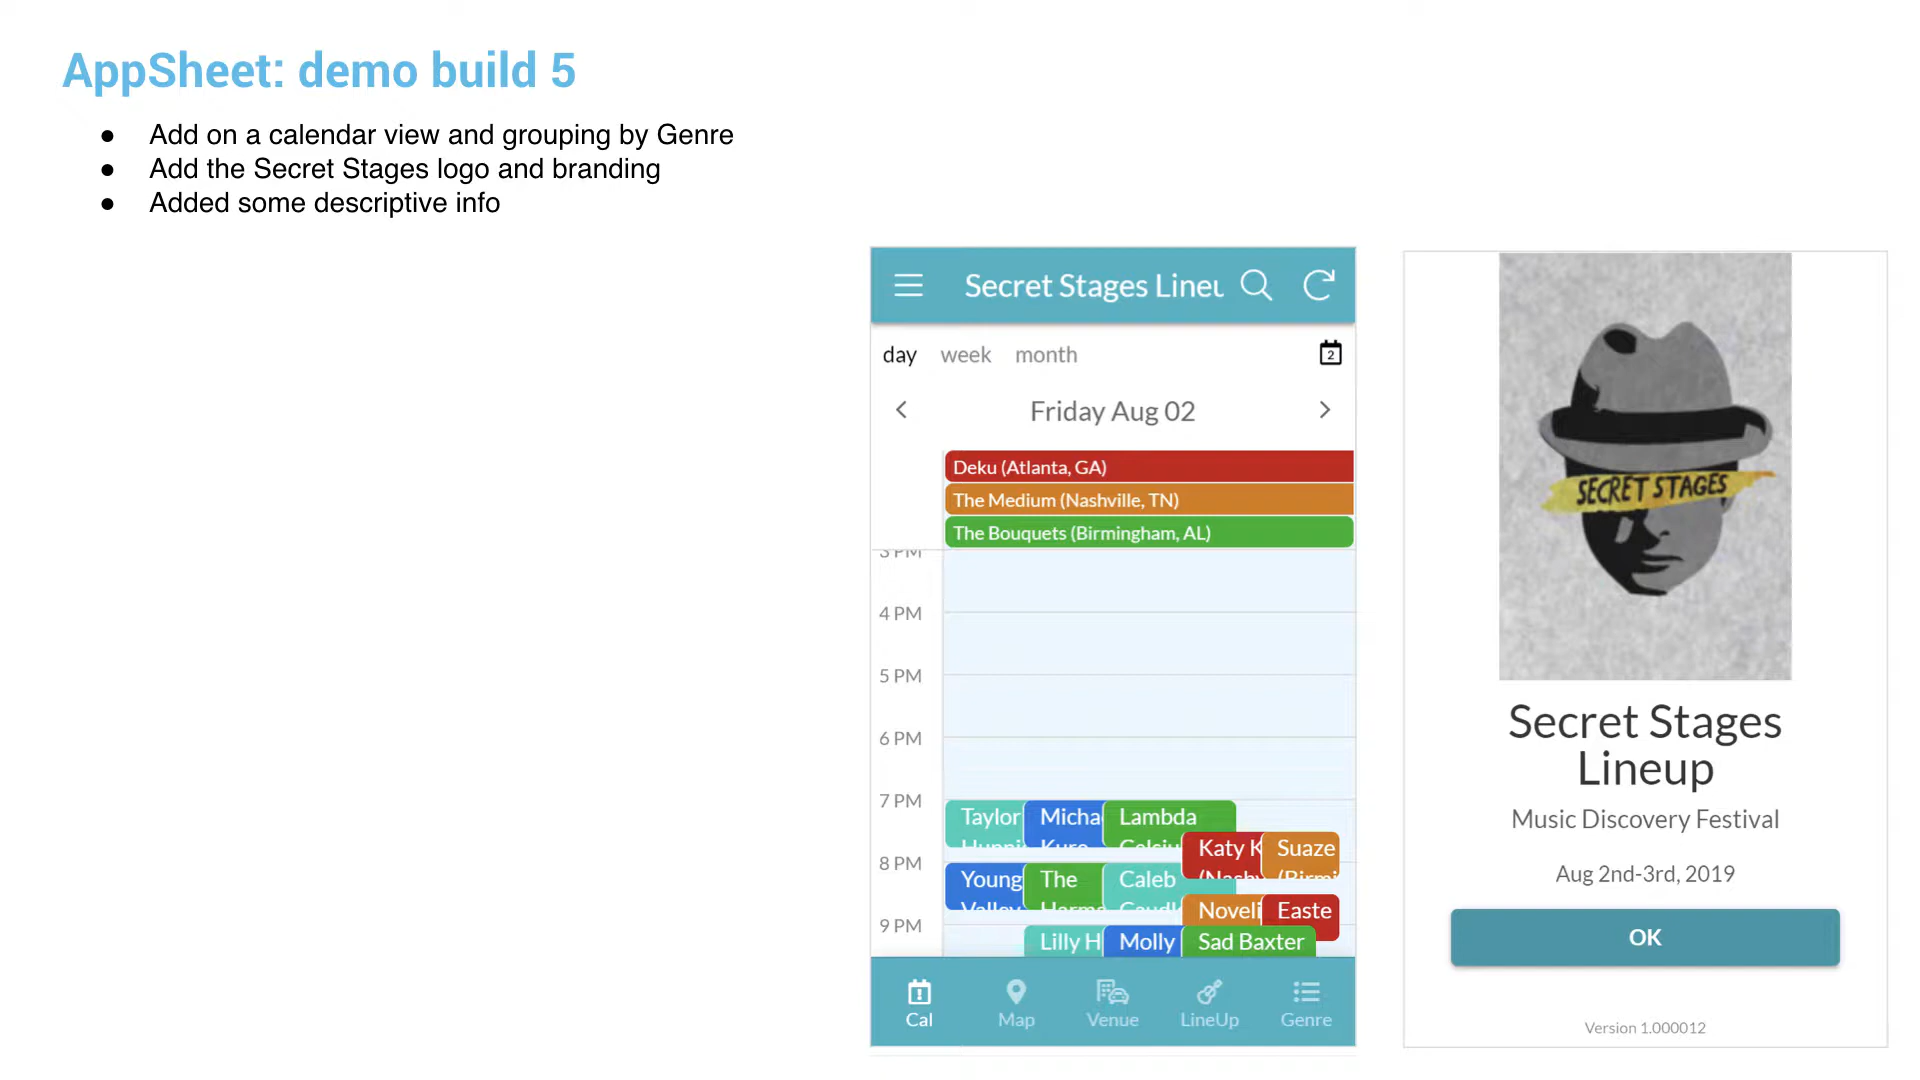 AppSheet: demo build 5
● Add on a calendar view and grouping by Genre
● Add the Secret Stages logo and branding
● Added some descriptive info
Secret Stages Lineu
day week month
2
Friday Aug 02
Deku (Atlanta, GA)
The Medium (Nashville, TN)
The Bouquets (Birmingham, AL)
3 PM
4 PM
5 PM
6 PM
7 PM
Taylor Micha Lambda
Katy K Suaze
8 PM
Young The Caleb
Valley
Noveli Easte
9 PM
Lilly H Molly Sad Baxter
Cal Map Venue LineUp Genre
SECRET STAGES
Secret Stages
Lineup
Music Discovery Festival
Aug 2nd-3rd, 2019
OK
Version 1.000012